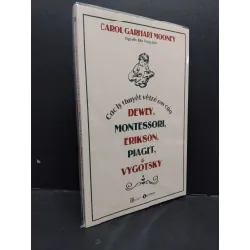 CAROL GARHART MOONEY
Các lý thuyết về trẻ em của
DEWEY,
MONTESSORI,
ERIKSON,
PIAGET,
&
VYGOTSKY